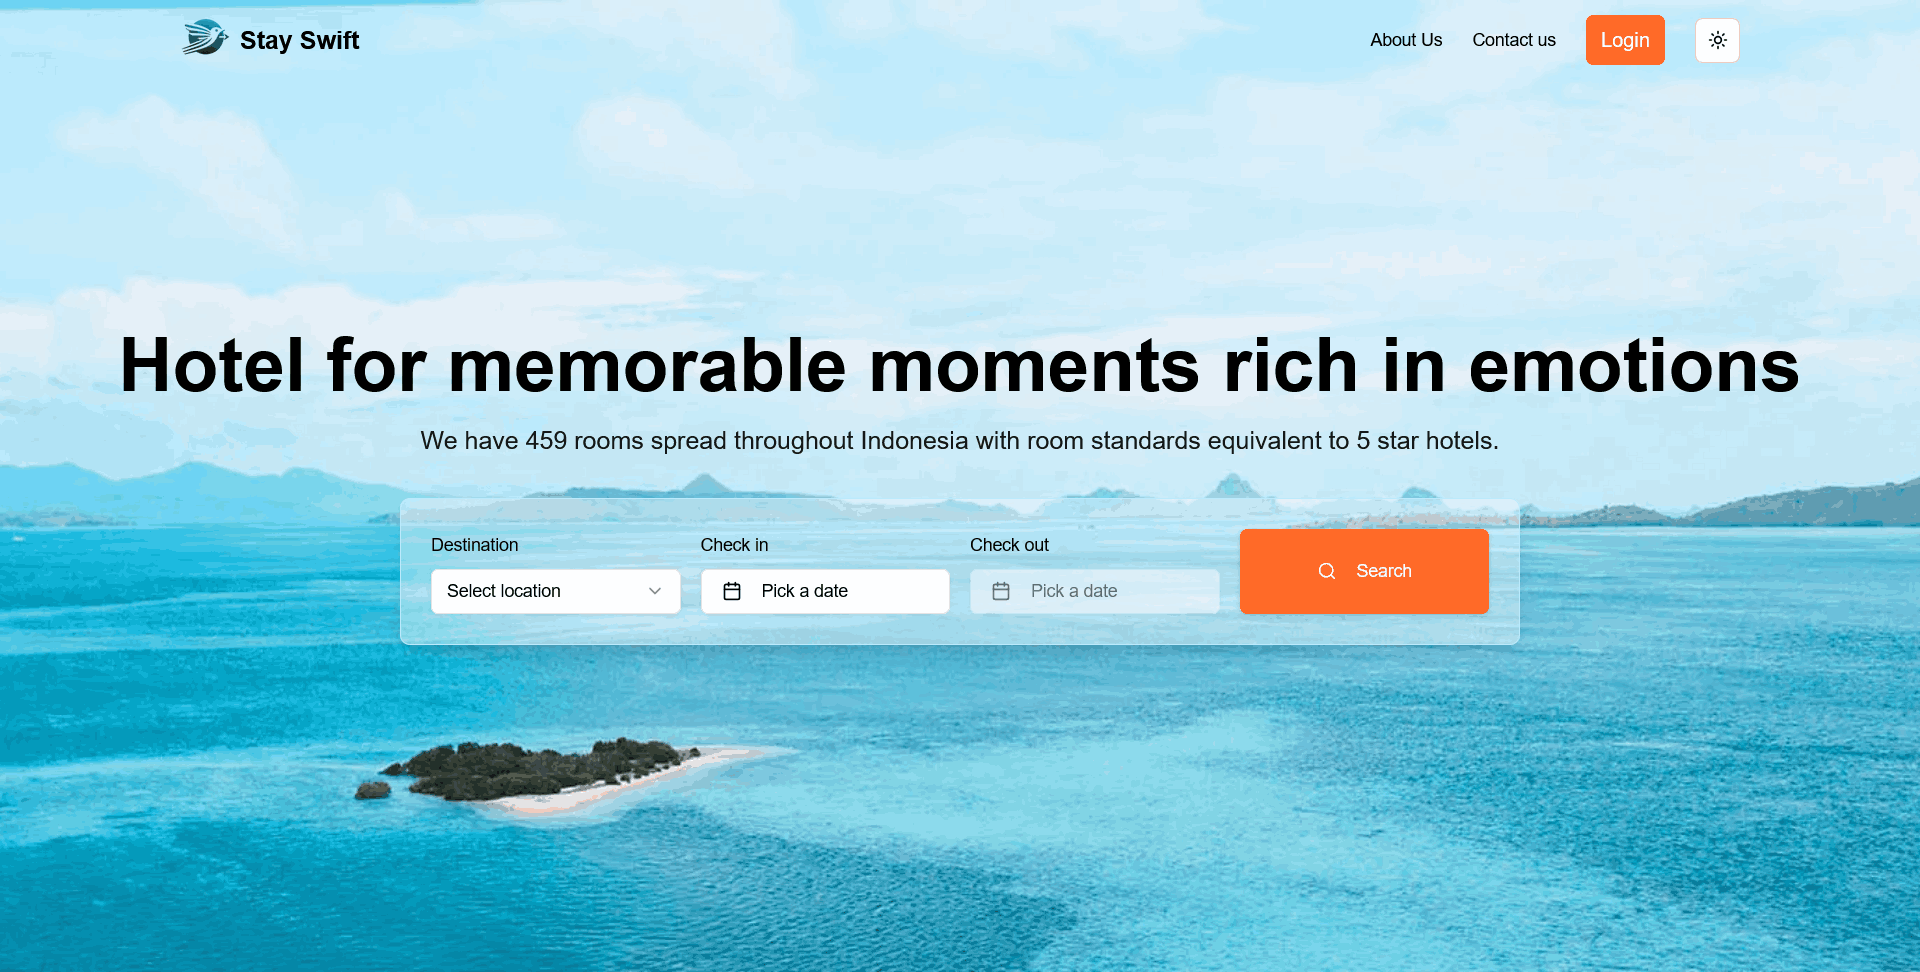 Stay Swift
About Us
Contact us
Login
Hotel for memorable moments rich in emotions
We have 459 rooms spread throughout Indonesia with room standards equivalent to 5 star hotels.
Destination
Select location
Check in
Pick a date
Check out
Pick a date
Search